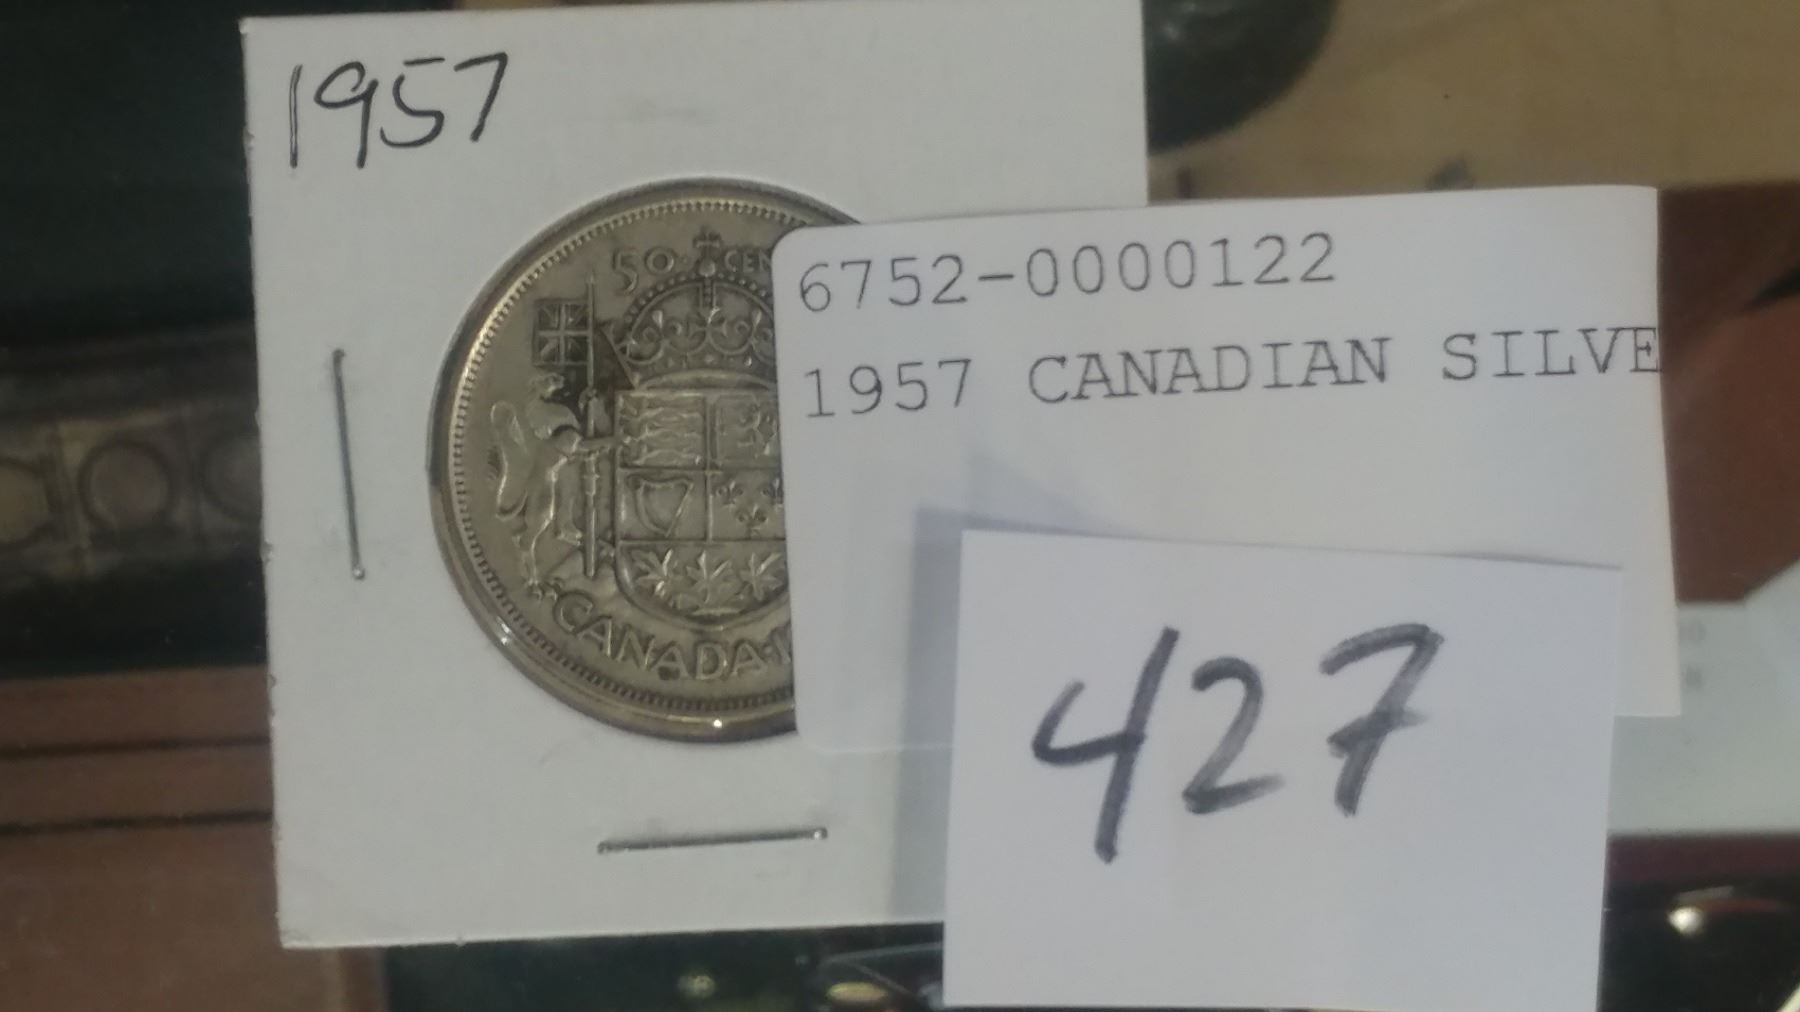 1957
50 CEN
CANADA
6752-0000122
1957 CANADIAN SILVE
427